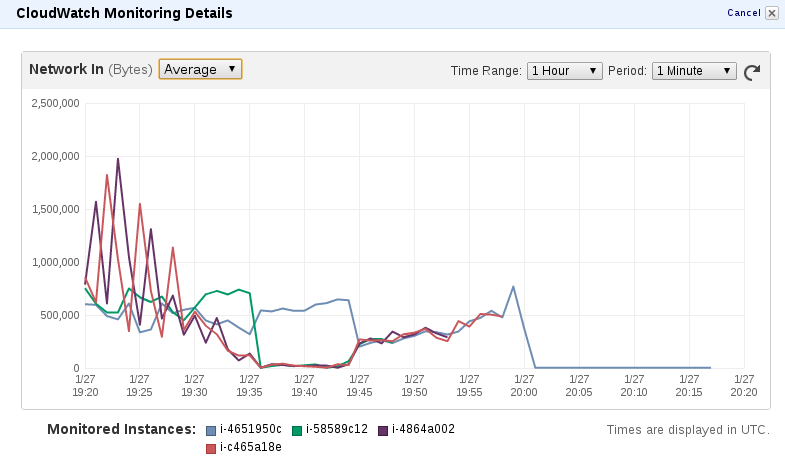 CloudWatch Monitoring Details Cancel
Network In (Bytes) Average Time Range: 1 Hour Period: 1 Minute
2,500,000
2,000,000
1,500,000
1,000,000
500,000
0
1/27 1/27 1/27 1/27 1/27 1/27 1/27 1/27 1/27 1/27 1/27 1/27 1/27
19:20 19:25 19:30 19:35 19:40 19:45 19:50 19:55 20:00 20:05 20:10 20:15 20:20
Monitored Instances: i-4651950c i-58589c12 i-4864a002 Times are displayed in UTC.
i-c465a18e